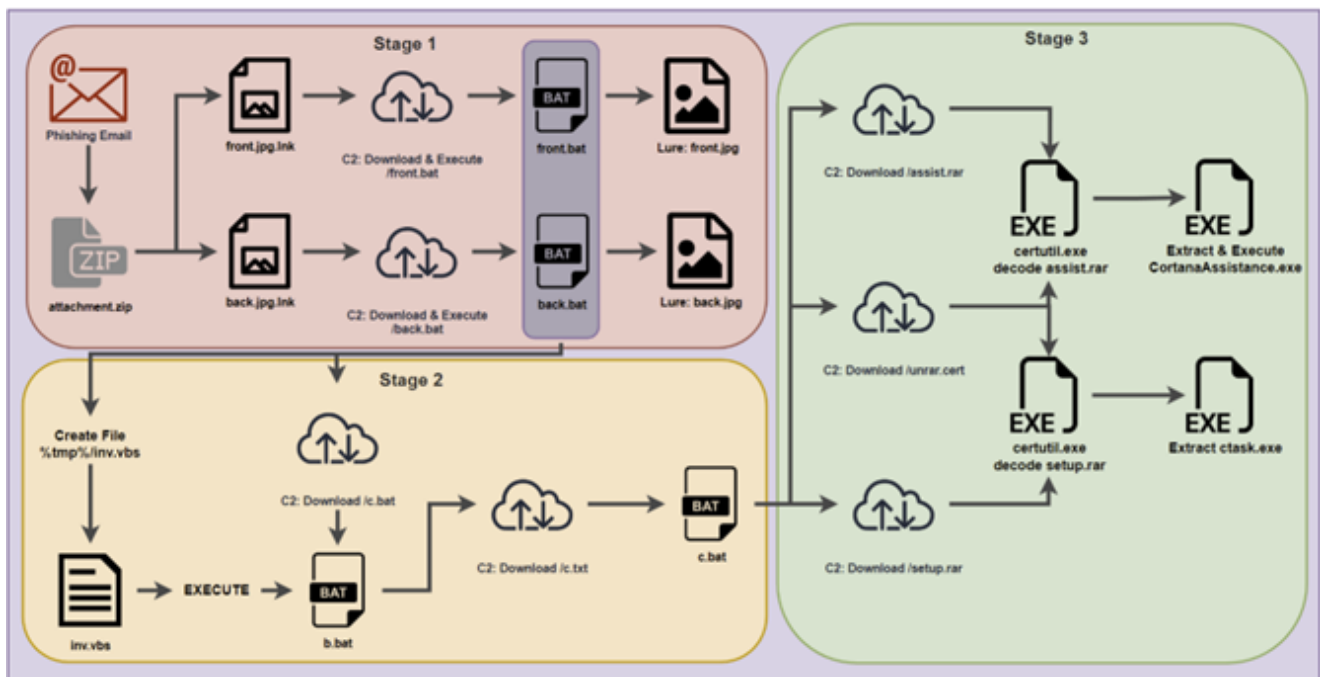 Stage 1
@
Phishing Email
front.jpg.lnk
C2: Download & Execute
/front.bat
BAT
front.bat
Lure: front.jpg
ZIP
attachment.zip
back.jpg.lnk
C2: Download & Execute
/back.bat
BAT
back.bat
Lure: back.jpg
Stage 2
Create File
%tmp%/inv.vbs
C2: Download /c.bat
inv.vbs
EXECUTE
BAT
b.bat
C2: Download /c.txt
BAT
c.bat
Stage 3
C2: Download /assist.rar
EXE
certutil.exe
decode assist.rar
EXE
Extract & Execute
CortanaAssistance.exe
C2: Download /unrar.cert
EXE
certutil.exe
decode setup.rar
EXE
Extract ctask.exe
C2: Download /setup.rar